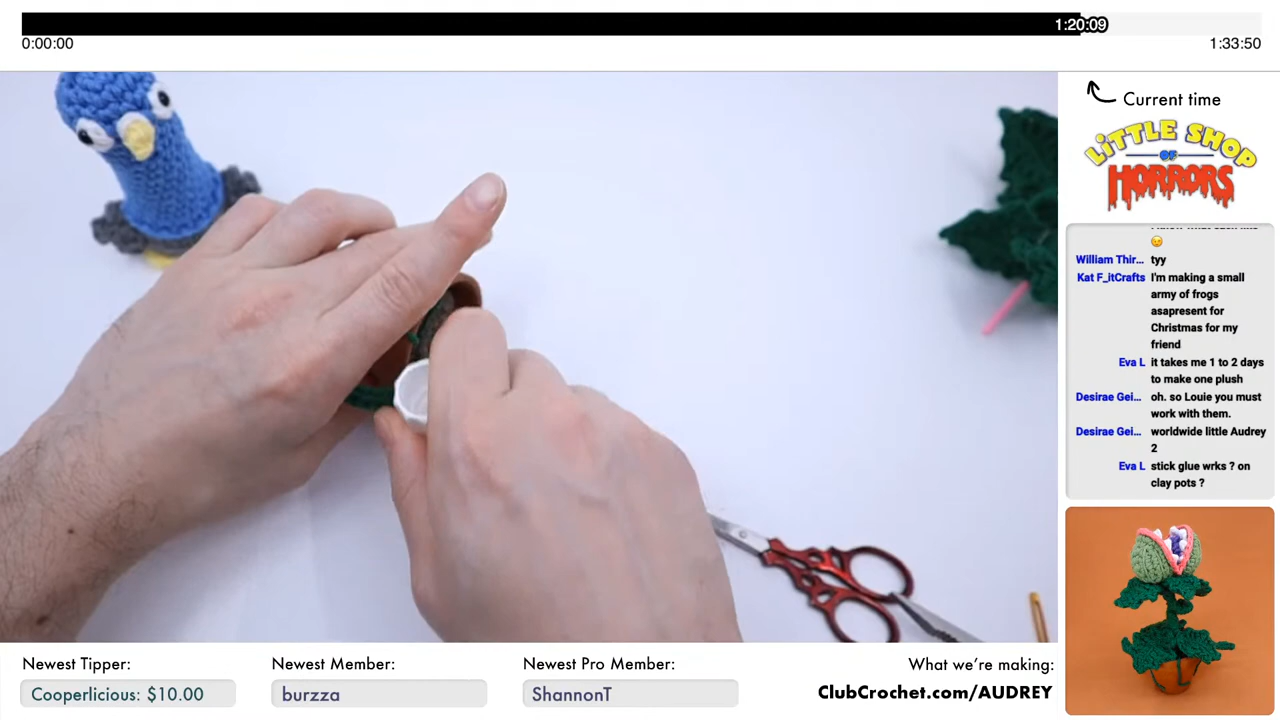 1:20:09
0:00:00
1:33:50
Current time
LiTTLE SHOP
OF
HORRORS
William Thir... tyy
Kat F_itCrafts I'm making a small
army of frogs
asapresent for
Christmas for my
friend
Eva L it takes me 1 to 2 days
to make one plush
Desirae Gei... oh. so Louie you must
work with them.
Desirae Gei... worldwide little Audrey
2
Eva L stick glue wrks ? on
clay pots ?
Newest Tipper:
Cooperlicious: $10.00
Newest Member:
burzza
Newest Pro Member:
ShannonT
What we're making:
ClubCrochet.com/AUDREY